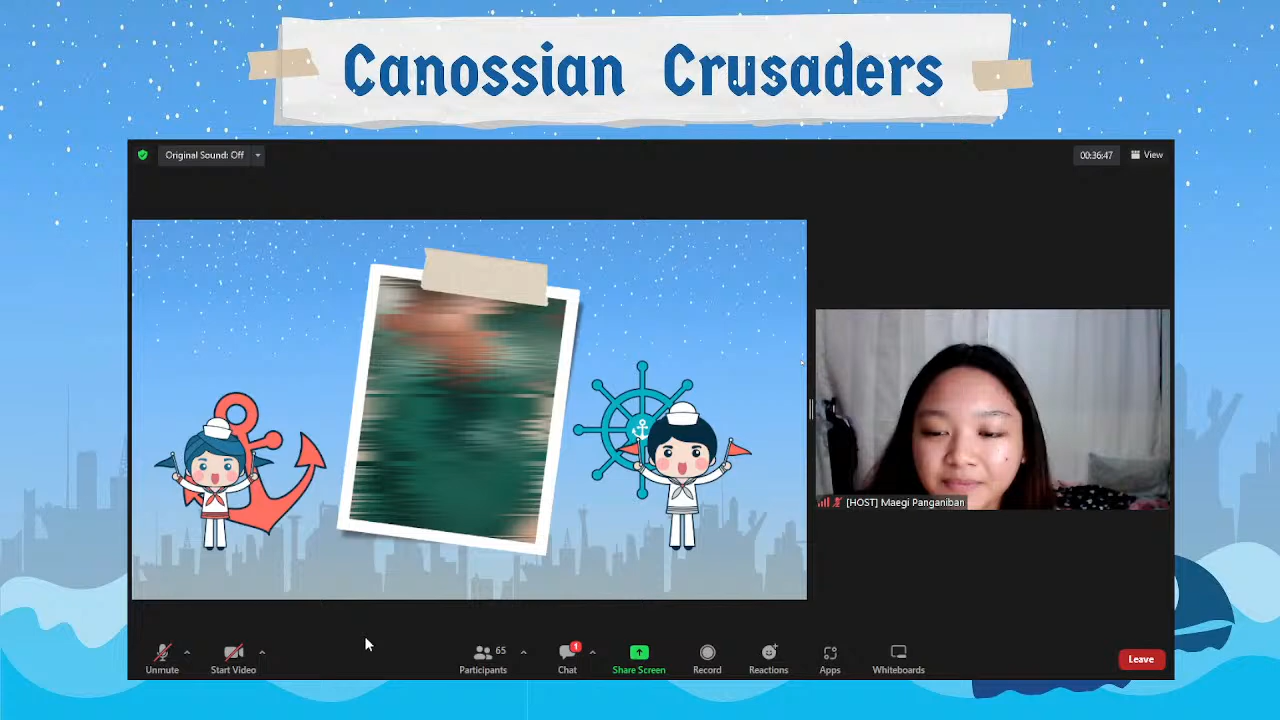 Canossian Crusaders
Original Sound: Off
00:36:47
View
[HOST] Maegi Panganiban
Unmute
Start Video
65
Participants
1
Chat
Share Screen
Record
Reactions
Apps
Whiteboards
Leave